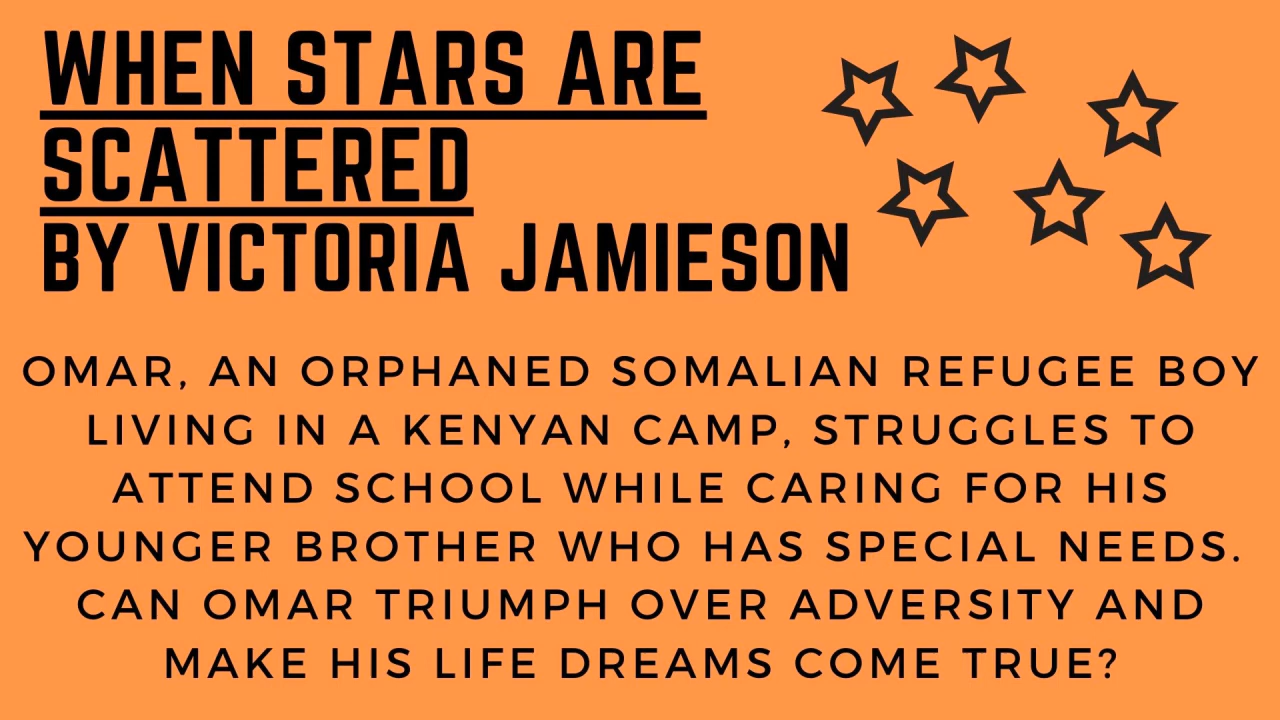 WHEN STARS ARE
SCATTERED
BY VICTORIA JAMIESON
OMAR, AN ORPHANED SOMALIAN REFUGEE BOY
LIVING IN A KENYAN CAMP, STRUGGLES TO
ATTEND SCHOOL WHILE CARING FOR HIS
YOUNGER BROTHER WHO HAS SPECIAL NEEDS.
CAN OMAR TRIUMPH OVER ADVERSITY AND
MAKE HIS LIFE DREAMS COME TRUE?